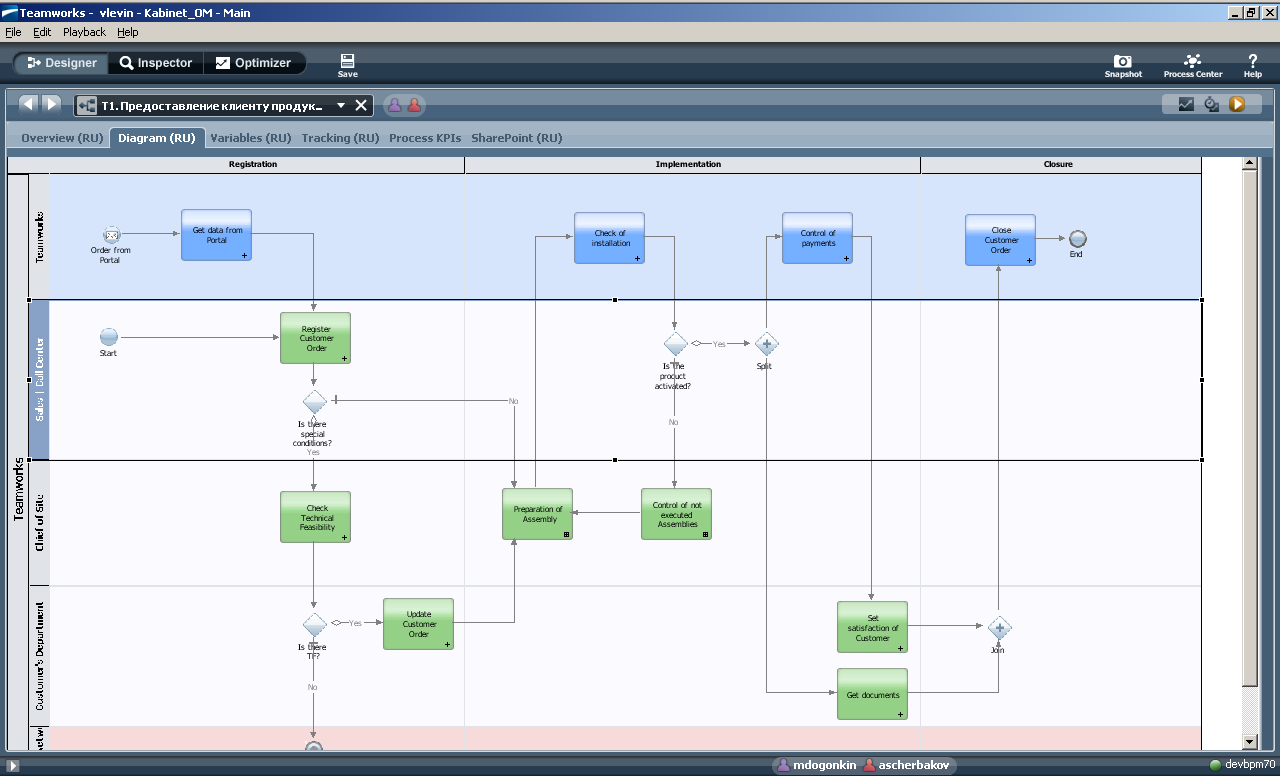 Teamworks - vlevin - Kabinet_OM - Main
File Edit Playback Help
Designer Inspector Optimizer
Save
Snapshot Process Center Help
T1. Предоставление клиенту продук...
Overview (RU) Diagram (RU) Variables (RU) Tracking (RU) Process KPIs SharePoint (RU)
Registration Implementation Closure
Teamworks
Teamworks
Order from
Portal
Get data from
Portal
Check of
installation
Control of
payments
Close
Customer
Order
End
Sales | Call Center
Start
Register
Customer
Order
Is there
special
conditions?
Yes
No
Is the
product
activated?
Yes
Split
No
Chief of Site
Check
Technical
Feasibility
Preparation of
Assembly
Control of not
executed
Assemblies
Customer's Department
Is there
TF?
Yes
Update
Customer
Order
No
Set
satisfaction of
Customer
Join
Get documents
mdogonkin ascherbakov
devbpm70